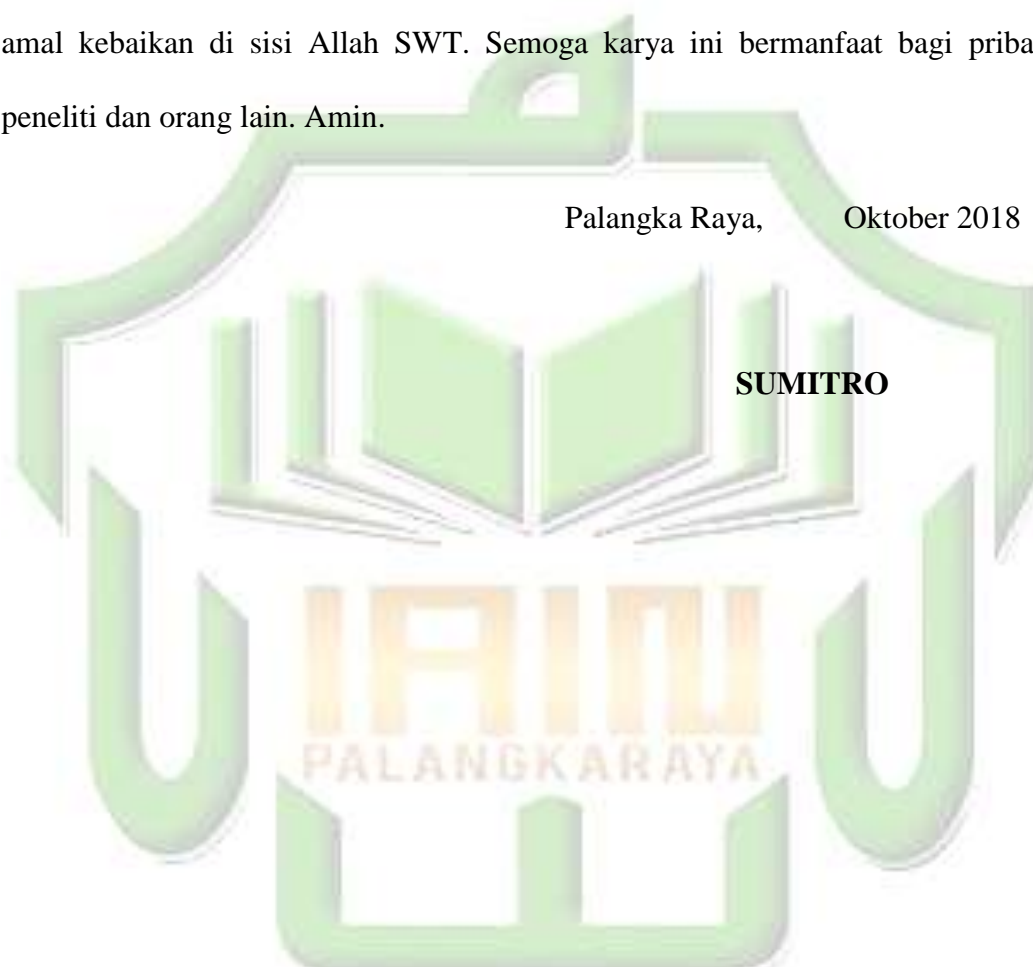 amal kebaikan di sisi Allah SWT. Semoga karya ini bermanfaat bagi priba
peneliti dan orang lain. Amin.
Palangka Raya, Oktober 2018
SUMITRO
IAIN
PALANGKARAYA